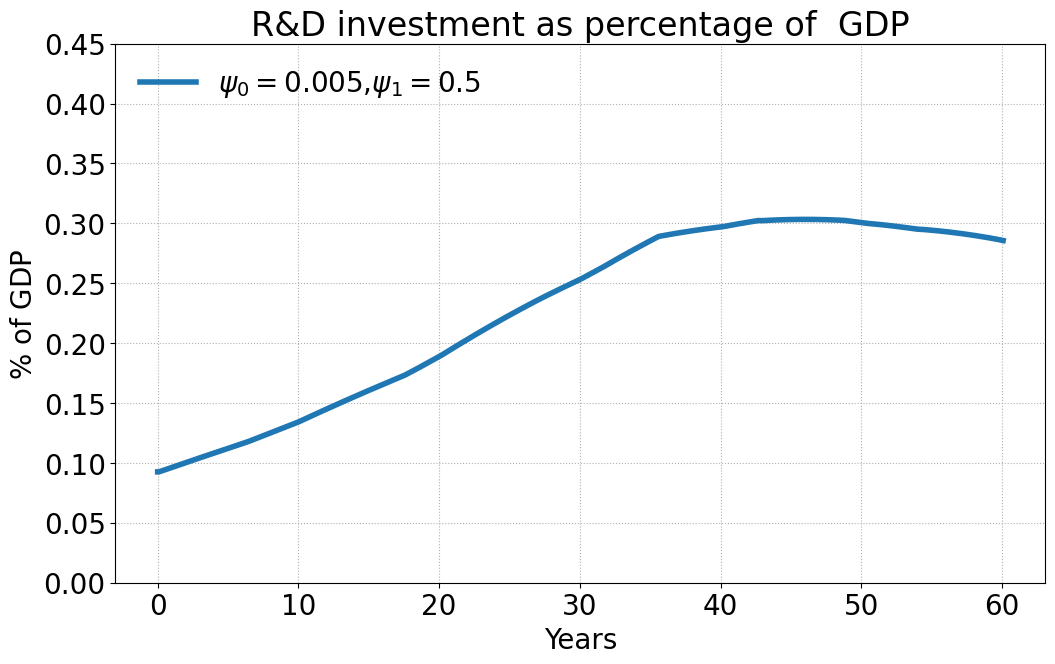 R&D investment as percentage of  GDP
ψ₀ = 0.005,ψ₁ = 0.5
% of GDP
0.45
0.40
0.35
0.30
0.25
0.20
0.15
0.10
0.05
0.00
0 10 20 30 40 50 60
Years